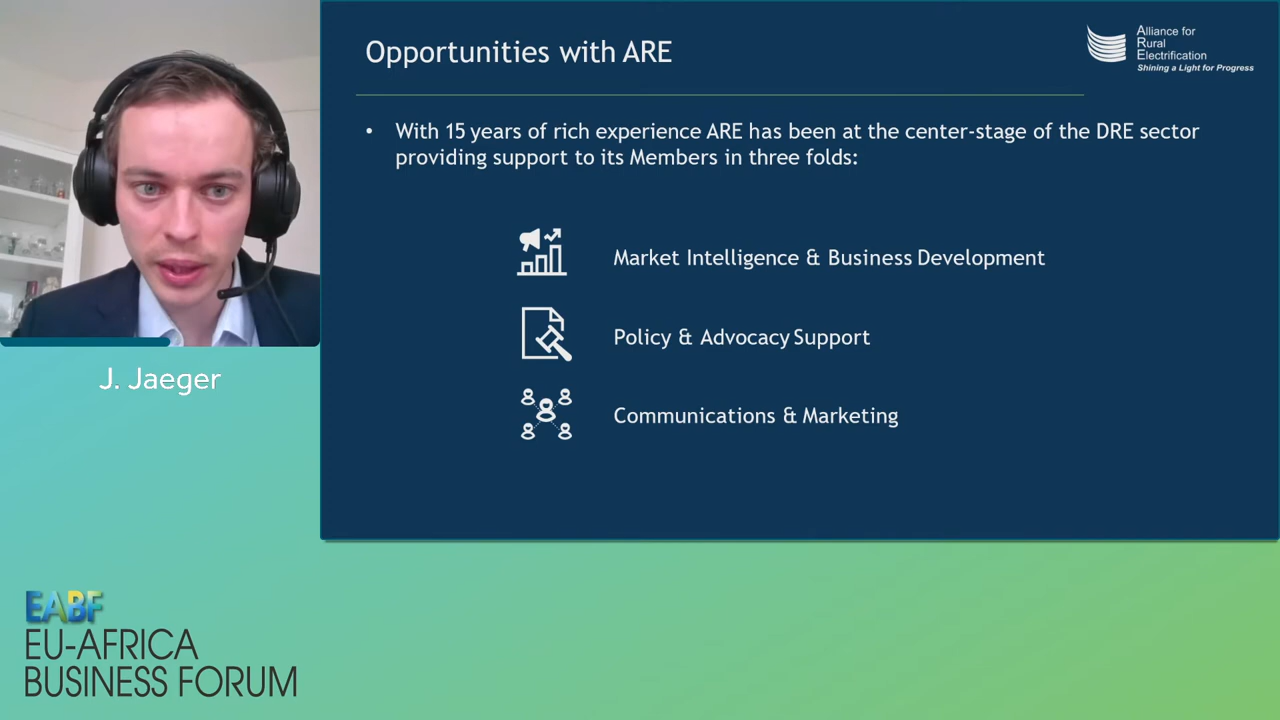 Opportunities with ARE
Alliance for
Rural
Electrification
Shining a Light for Progress
• With 15 years of rich experience ARE has been at the center-stage of the DRE sector
providing support to its Members in three folds:
Market Intelligence & Business Development
Policy & Advocacy Support
Communications & Marketing
J. Jaeger
EABF
EU-AFRICA
BUSINESS FORUM